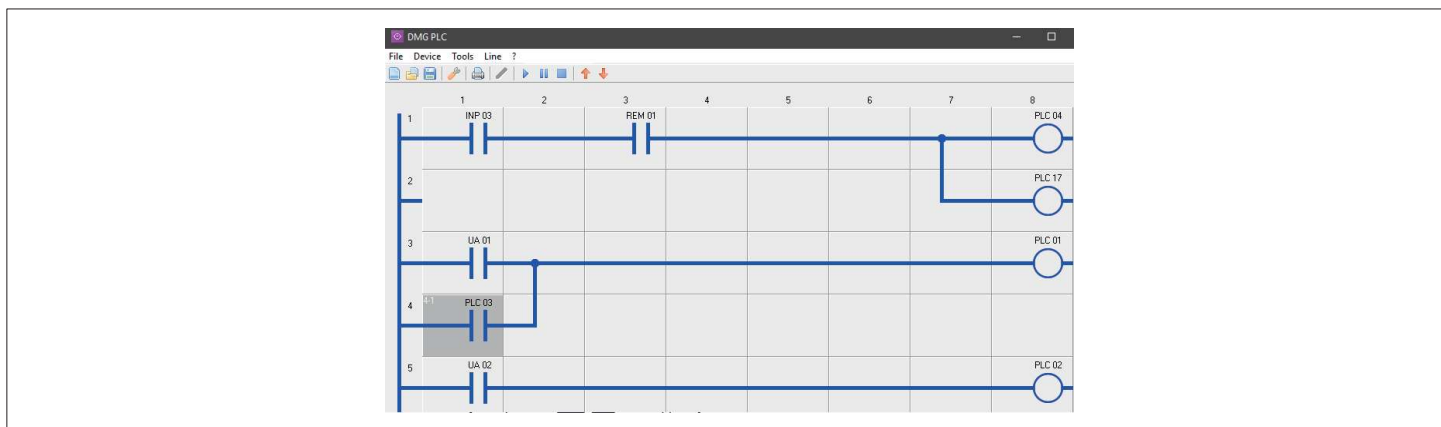 DMG PLC
File Device Tools Line ?
1 2 3 4 5 6 7 8
1 INP 03 REM 01 PLC 04
2 PLC 17
3 UA 01 PLC 01
4 4-1 PLC 03
5 UA 02 PLC 02